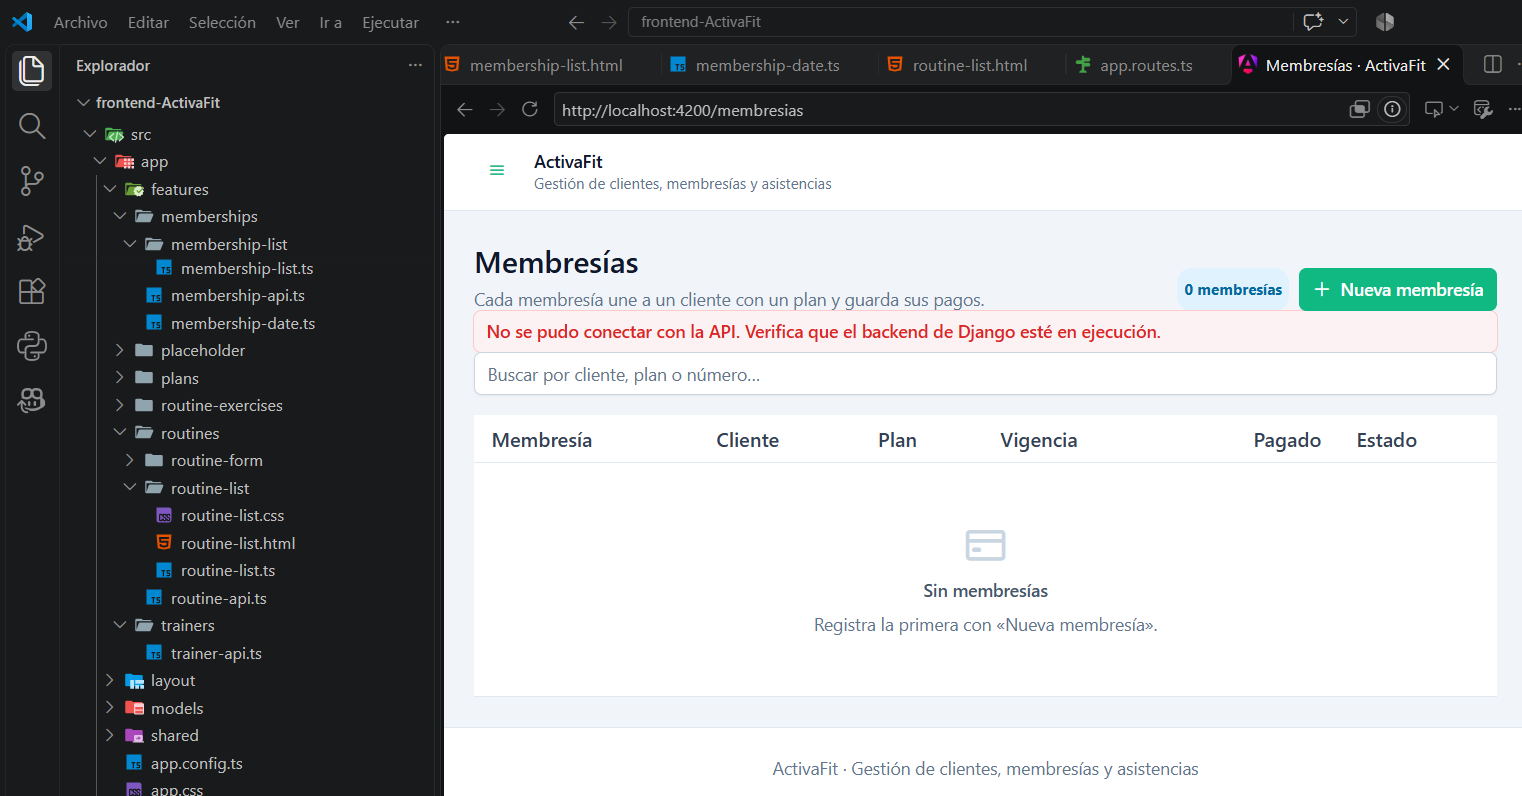 Archivo Editar Selección Ver Ir a Ejecutar ··· frontend-ActivaFit
Explorador ···
frontend-ActivaFit
src
app
features
memberships
membership-list
membership-list.ts
membership-api.ts
membership-date.ts
placeholder
plans
routine-exercises
routines
routine-form
routine-list
routine-list.css
routine-list.html
routine-list.ts
routine-api.ts
trainers
trainer-api.ts
layout
models
shared
app.config.ts
app.css
membership-list.html membership-date.ts routine-list.html app.routes.ts Membresías · ActivaFit
http://localhost:4200/membresias
ActivaFit
Gestión de clientes, membresías y asistencias
Membresías
Cada membresía une a un cliente con un plan y guarda sus pagos.
0 membresías + Nueva membresía
No se pudo conectar con la API. Verifica que el backend de Django esté en ejecución.
Buscar por cliente, plan o número...
Membresía Cliente Plan Vigencia Pagado Estado
Sin membresías
Registra la primera con «Nueva membresía».
ActivaFit · Gestión de clientes, membresías y asistencias